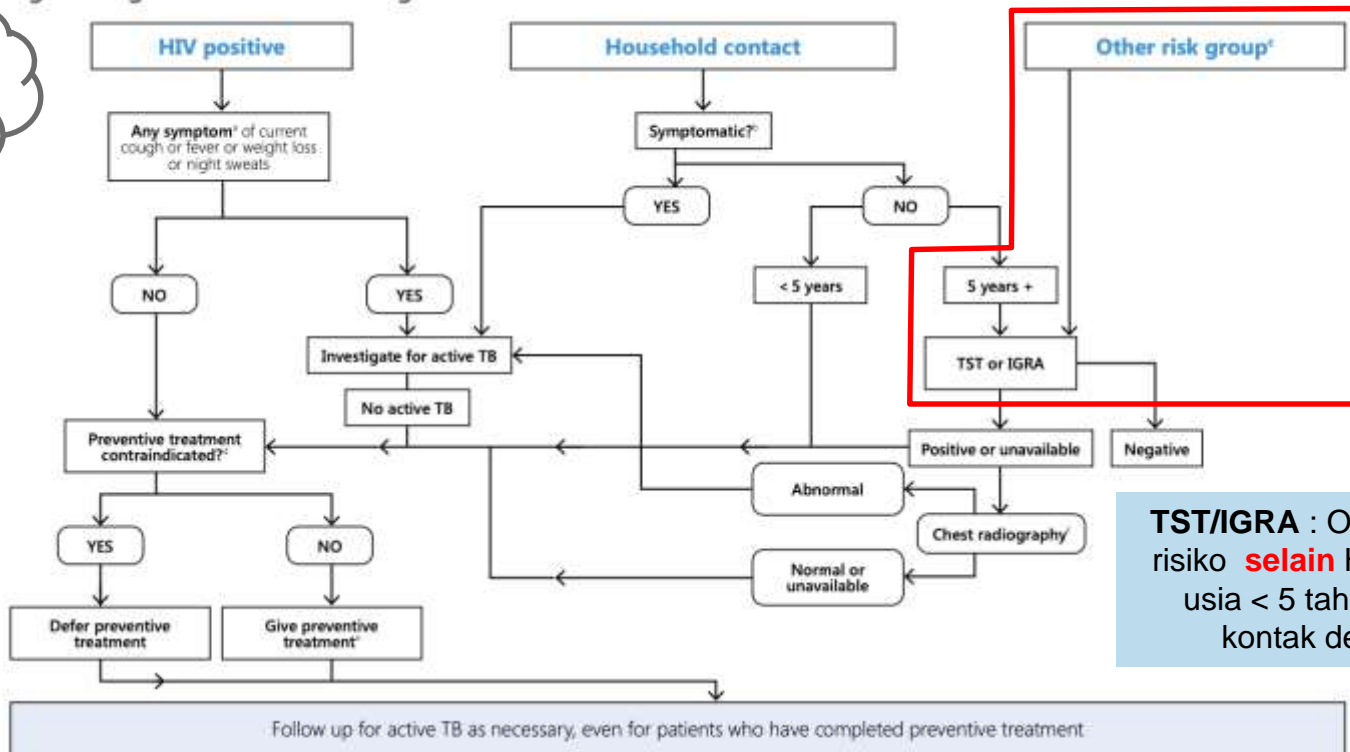 HIV positive
Household contact
Other risk group
Any symptom of current
cough or fever or weight loss
or night sweats
Symptomatic?
YES
NO
NO
YES
< 5 years
5 years +
Investigate for active TB
TST or IGRA
No active TB
Preventive treatment
contraindicated?
Positive or unavailable
Negative
Abnormal
Chest radiography
YES
NO
Normal or
unavailable
Defer preventive
treatment
Give preventive
treatment
TST/IGRA : O
risiko selain
usia < 5 tah
kontak de
Follow up for active TB as necessary, even for patients who have completed preventive treatment